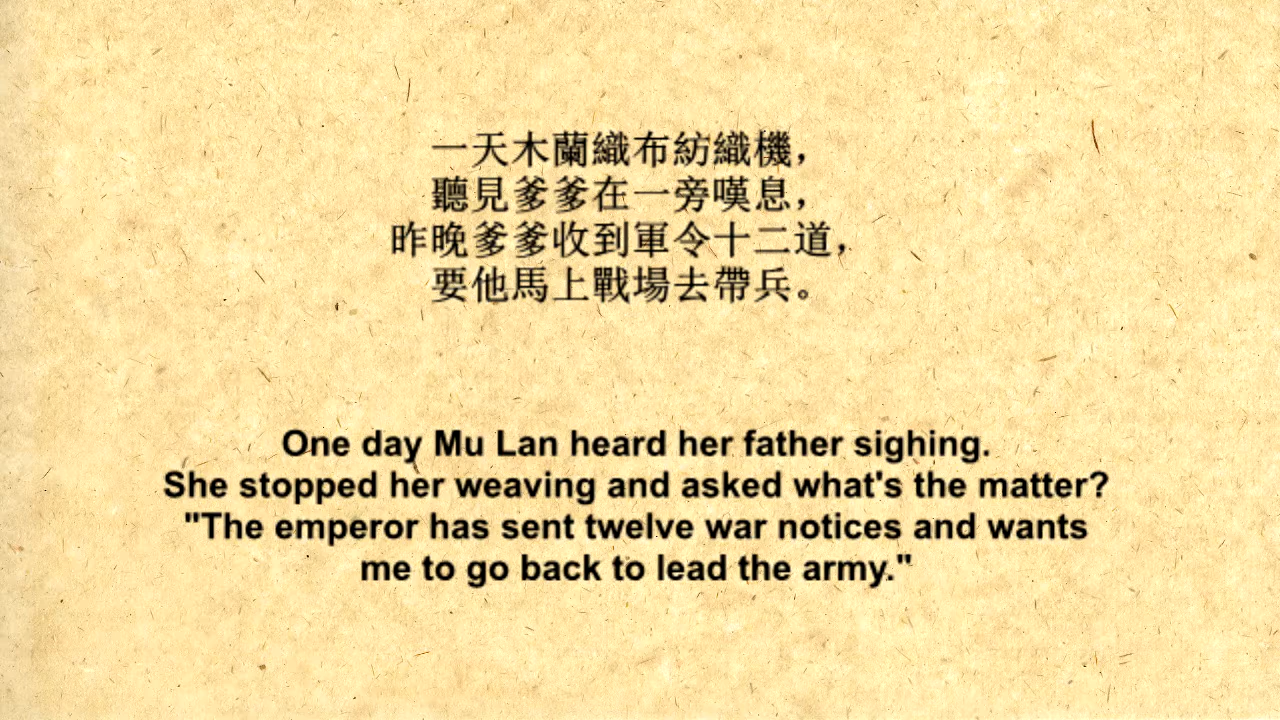 一天木蘭織布紡織機，
聽見爹爹在一旁嘆息，
昨晚爹爹收到軍令十二道，
要他馬上戰場去帶兵。
One day Mu Lan heard her father sighing.
She stopped her weaving and asked what's the matter?
"The emperor has sent twelve war notices and wants
me to go back to lead the army."